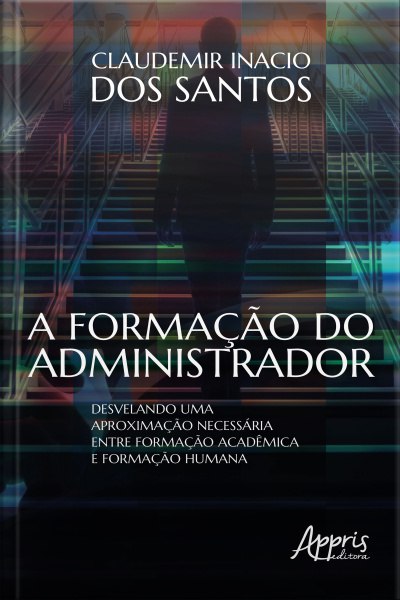 CLAUDEMIR INACIO
DOS SANTOS
A FORMAÇÃO DO
ADMINISTRADOR
DESVELANDO UMA
APROXIMAÇÃO NECESSÁRIA
ENTRE FORMAÇÃO ACADÊMICA
E FORMAÇÃO HUMANA
Appris
editora